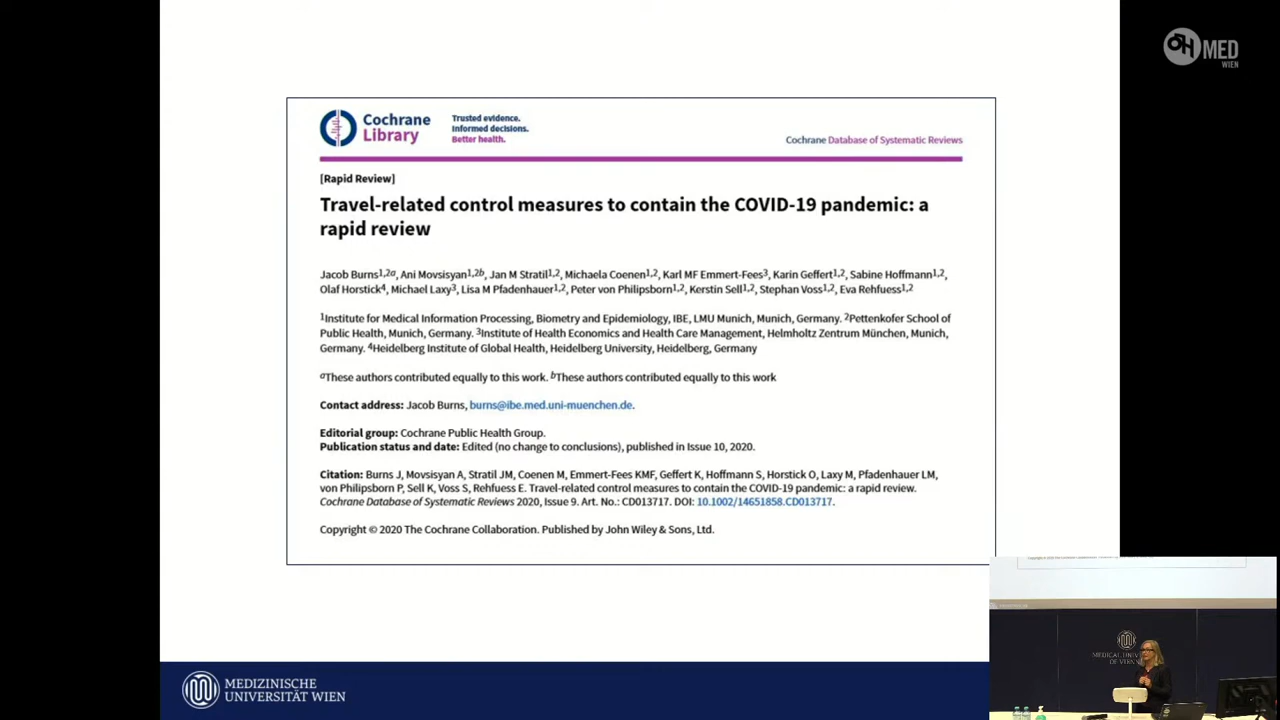 OH MED
WIEN
Cochrane
Library
Trusted evidence.
Informed decisions.
Better health.
Cochrane Database of Systematic Reviews
[Rapid Review]
Travel-related control measures to contain the COVID-19 pandemic: a
rapid review
Jacob Burns1,2a, Ani Movsisyan1,2b, Jan M Stratil1,2, Michaela Coenen1,2, Karl MF Emmert-Fees3, Karin Geffert1,2, Sabine Hoffmann1,2,
Olaf Horstick4, Michael Laxy3, Lisa M Pfadenhauer1,2, Peter von Philipsborn1,2, Kerstin Sell1,2, Stephan Voss1,2, Eva Rehfuess1,2
1Institute for Medical Information Processing, Biometry and Epidemiology, IBE, LMU Munich, Munich, Germany. 2Pettenkofer School of
Public Health, Munich, Germany. 3Institute of Health Economics and Health Care Management, Helmholtz Zentrum München, Munich,
Germany. 4Heidelberg Institute of Global Health, Heidelberg University, Heidelberg, Germany
aThese authors contributed equally to this work. bThese authors contributed equally to this work
Contact address: Jacob Burns, burns@ibe.med.uni-muenchen.de.
Editorial group: Cochrane Public Health Group.
Publication status and date: Edited (no change to conclusions), published in Issue 10, 2020.
Citation: Burns J, Movsisyan A, Stratil JM, Coenen M, Emmert-Fees KMF, Geffert K, Hoffmann S, Horstick O, Laxy M, Pfadenhauer LM,
von Philipsborn P, Sell K, Voss S, Rehfuess E. Travel-related control measures to contain the COVID-19 pandemic: a rapid review.
Cochrane Database of Systematic Reviews 2020, Issue 9. Art. No.: CD013717. DOI: 10.1002/14651858.CD013717.
Copyright © 2020 The Cochrane Collaboration. Published by John Wiley & Sons, Ltd.
MEDIZINISCHE
UNIVERSITÄT WIEN
MEDICAL UNIV
OF VIENN